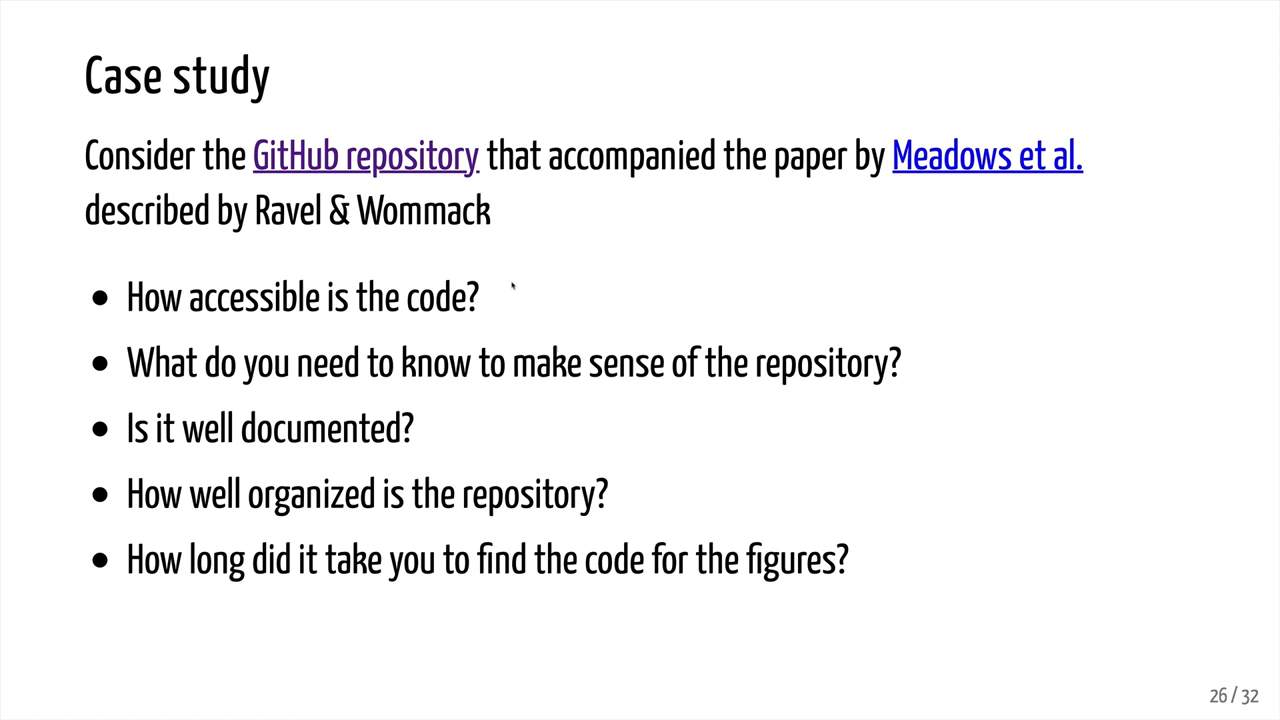 Case study
Consider the GitHub repository that accompanied the paper by Meadows et al.
described by Ravel & Wommack
• How accessible is the code?
• What do you need to know to make sense of the repository?
• Is it well documented?
• How well organized is the repository?
• How long did it take you to find the code for the figures?
26 / 32